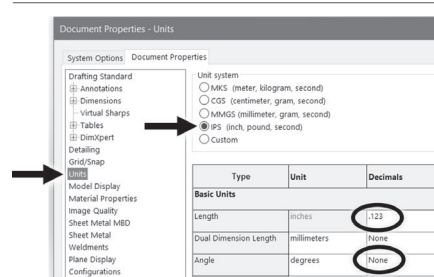 Document Properties - Units
System Options Document Properties
Drafting Standard
Annotations
Dimensions
Virtual Sharps
Tables
DimXpert
Detailing
Grid/Snap
Units
Model Display
Material Properties
Image Quality
Sheet Metal MBD
Sheet Metal
Weldments
Plane Display
Configurations
Unit system
MKS (meter, kilogram, second)
CGS (centimeter, gram, second)
MMGS (millimeter, gram, second)
IPS (inch, pound, second)
Custom
Type Unit Decimals
Basic Units
Length inches .123
Dual Dimension Length millimeters None
Angle degrees None